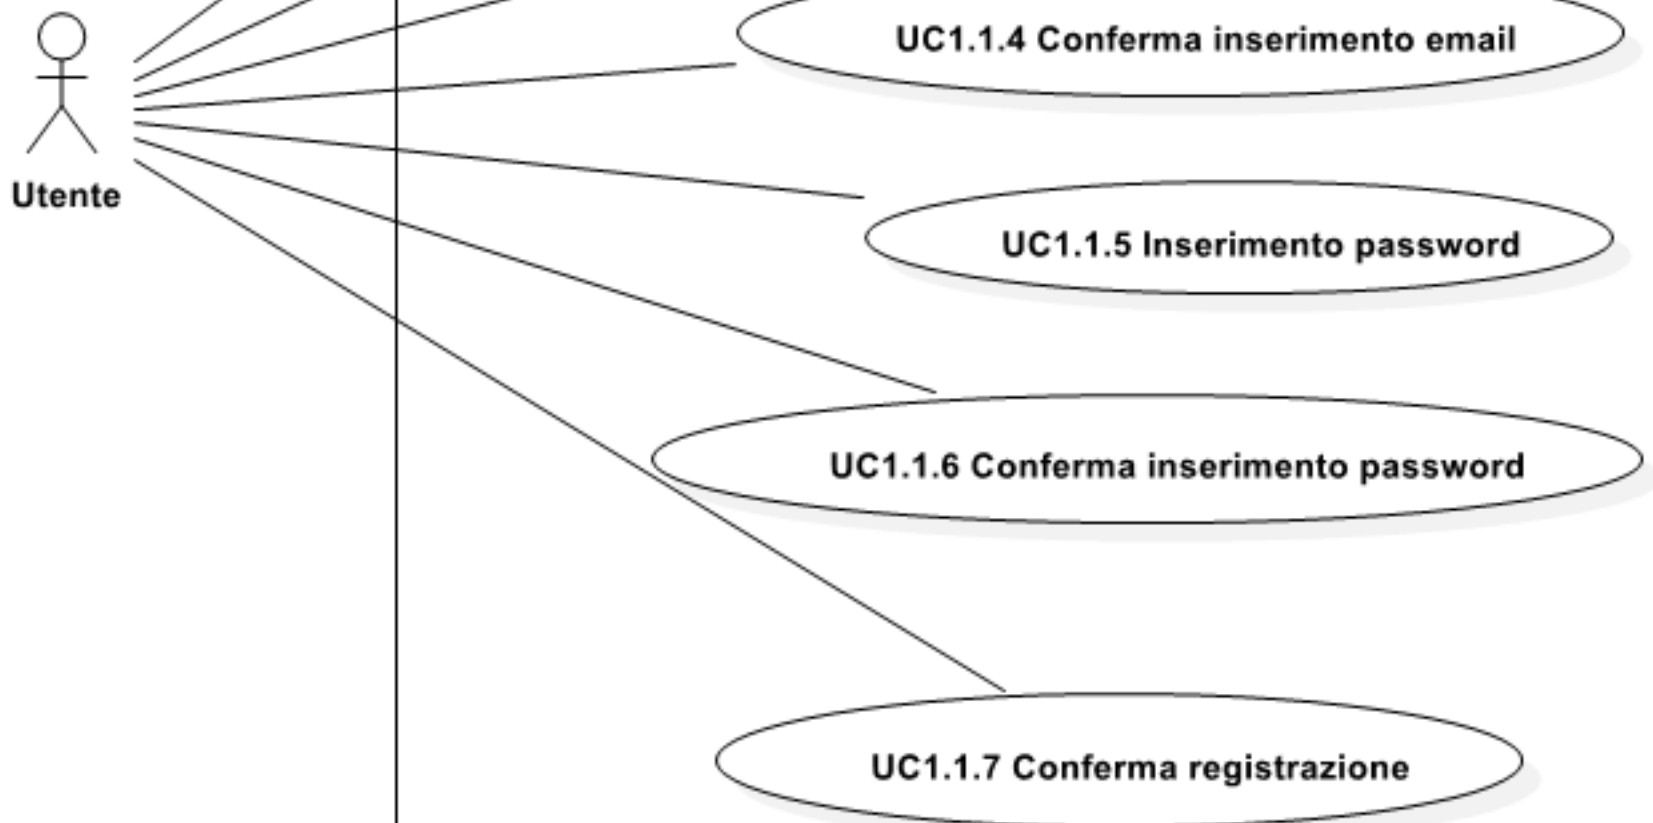 UC1.1.4 Conferma inserimento email
Utente
UC1.1.5 Inserimento password
UC1.1.6 Conferma inserimento password
UC1.1.7 Conferma registrazione